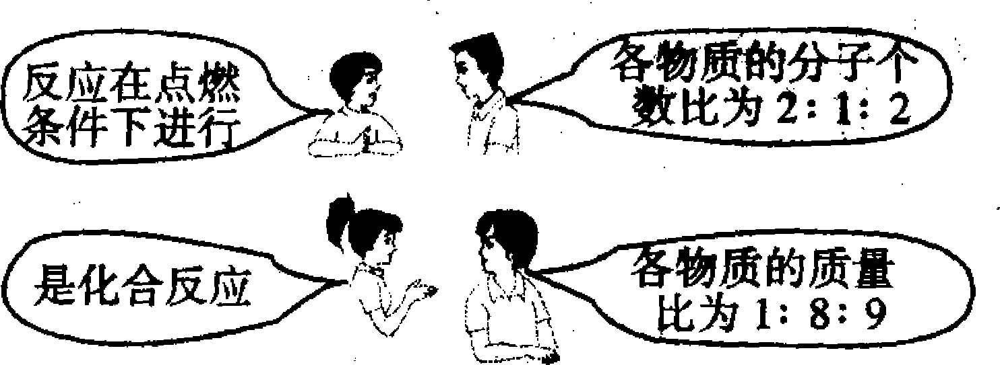 反应在点燃
条件下进行
各物质的分子个
数比为2:1:2
是化合反应
各物质的质量
比为1:8:9